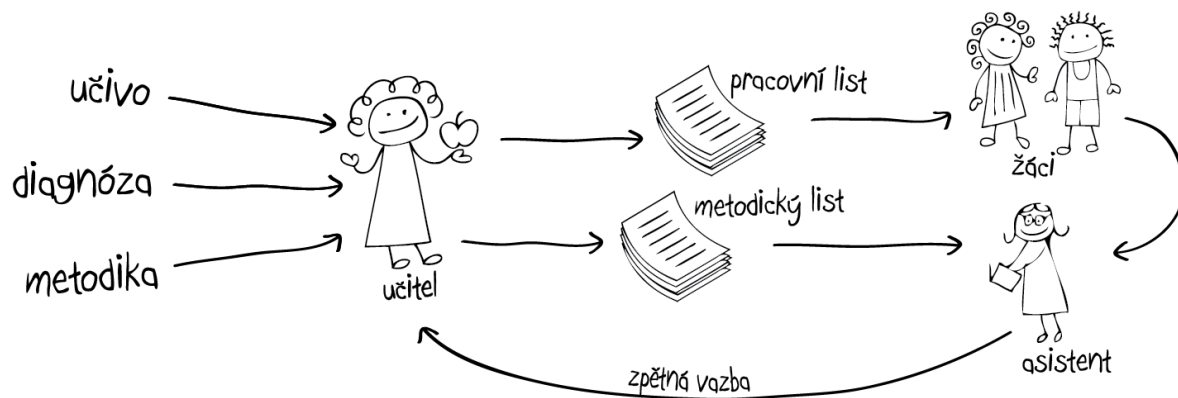 učivo
diagnóza
metodika
učitel
pracovní list
metodický list
žáci
asistent
zpětná vazba